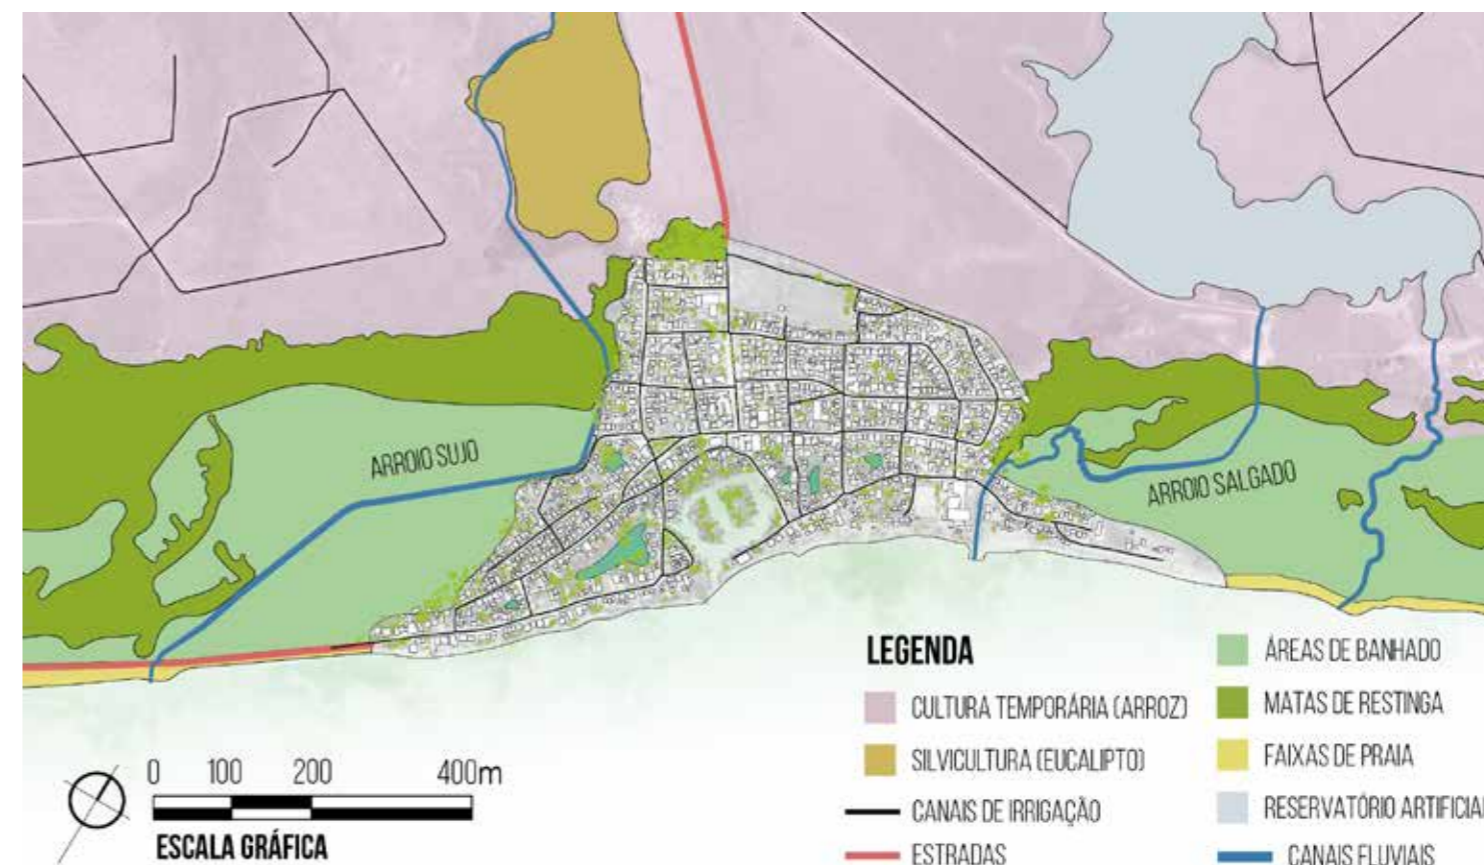 ARROIO SUJO
ARROIO SALGADO
0 100 200 400m
ESCALA GRÁFICA
LEGENDA
CULTURA TEMPORÁRIA (ARROZ)
SILVICULTURA (EUCALIPTO)
CANAIS DE IRRIGAÇÃO
ESTRADAS
ÁREAS DE BANHADO
MATAS DE RESTINGA
FAIXAS DE PRAIA
RESERVATÓRIO ARTIFICIAL
CANAIS FLUVIAIS